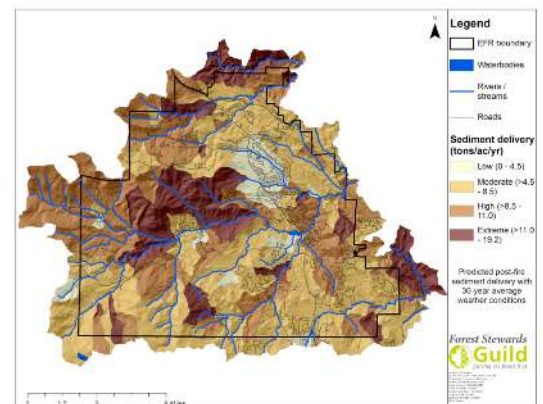 N
Legend
EFR boundary
Waterbodies
Rivers /
streams
Roads
Sediment delivery
(tons/ac/yr)
Low (0 - 4.5)
Moderate (>4.5
- 8.5)
High (>8.5 -
11.0)
Extreme (>11.0
- 19.2)
Predicted post-fire
sediment delivery with
30-year average
weather conditions
Forest Stewards
Guild